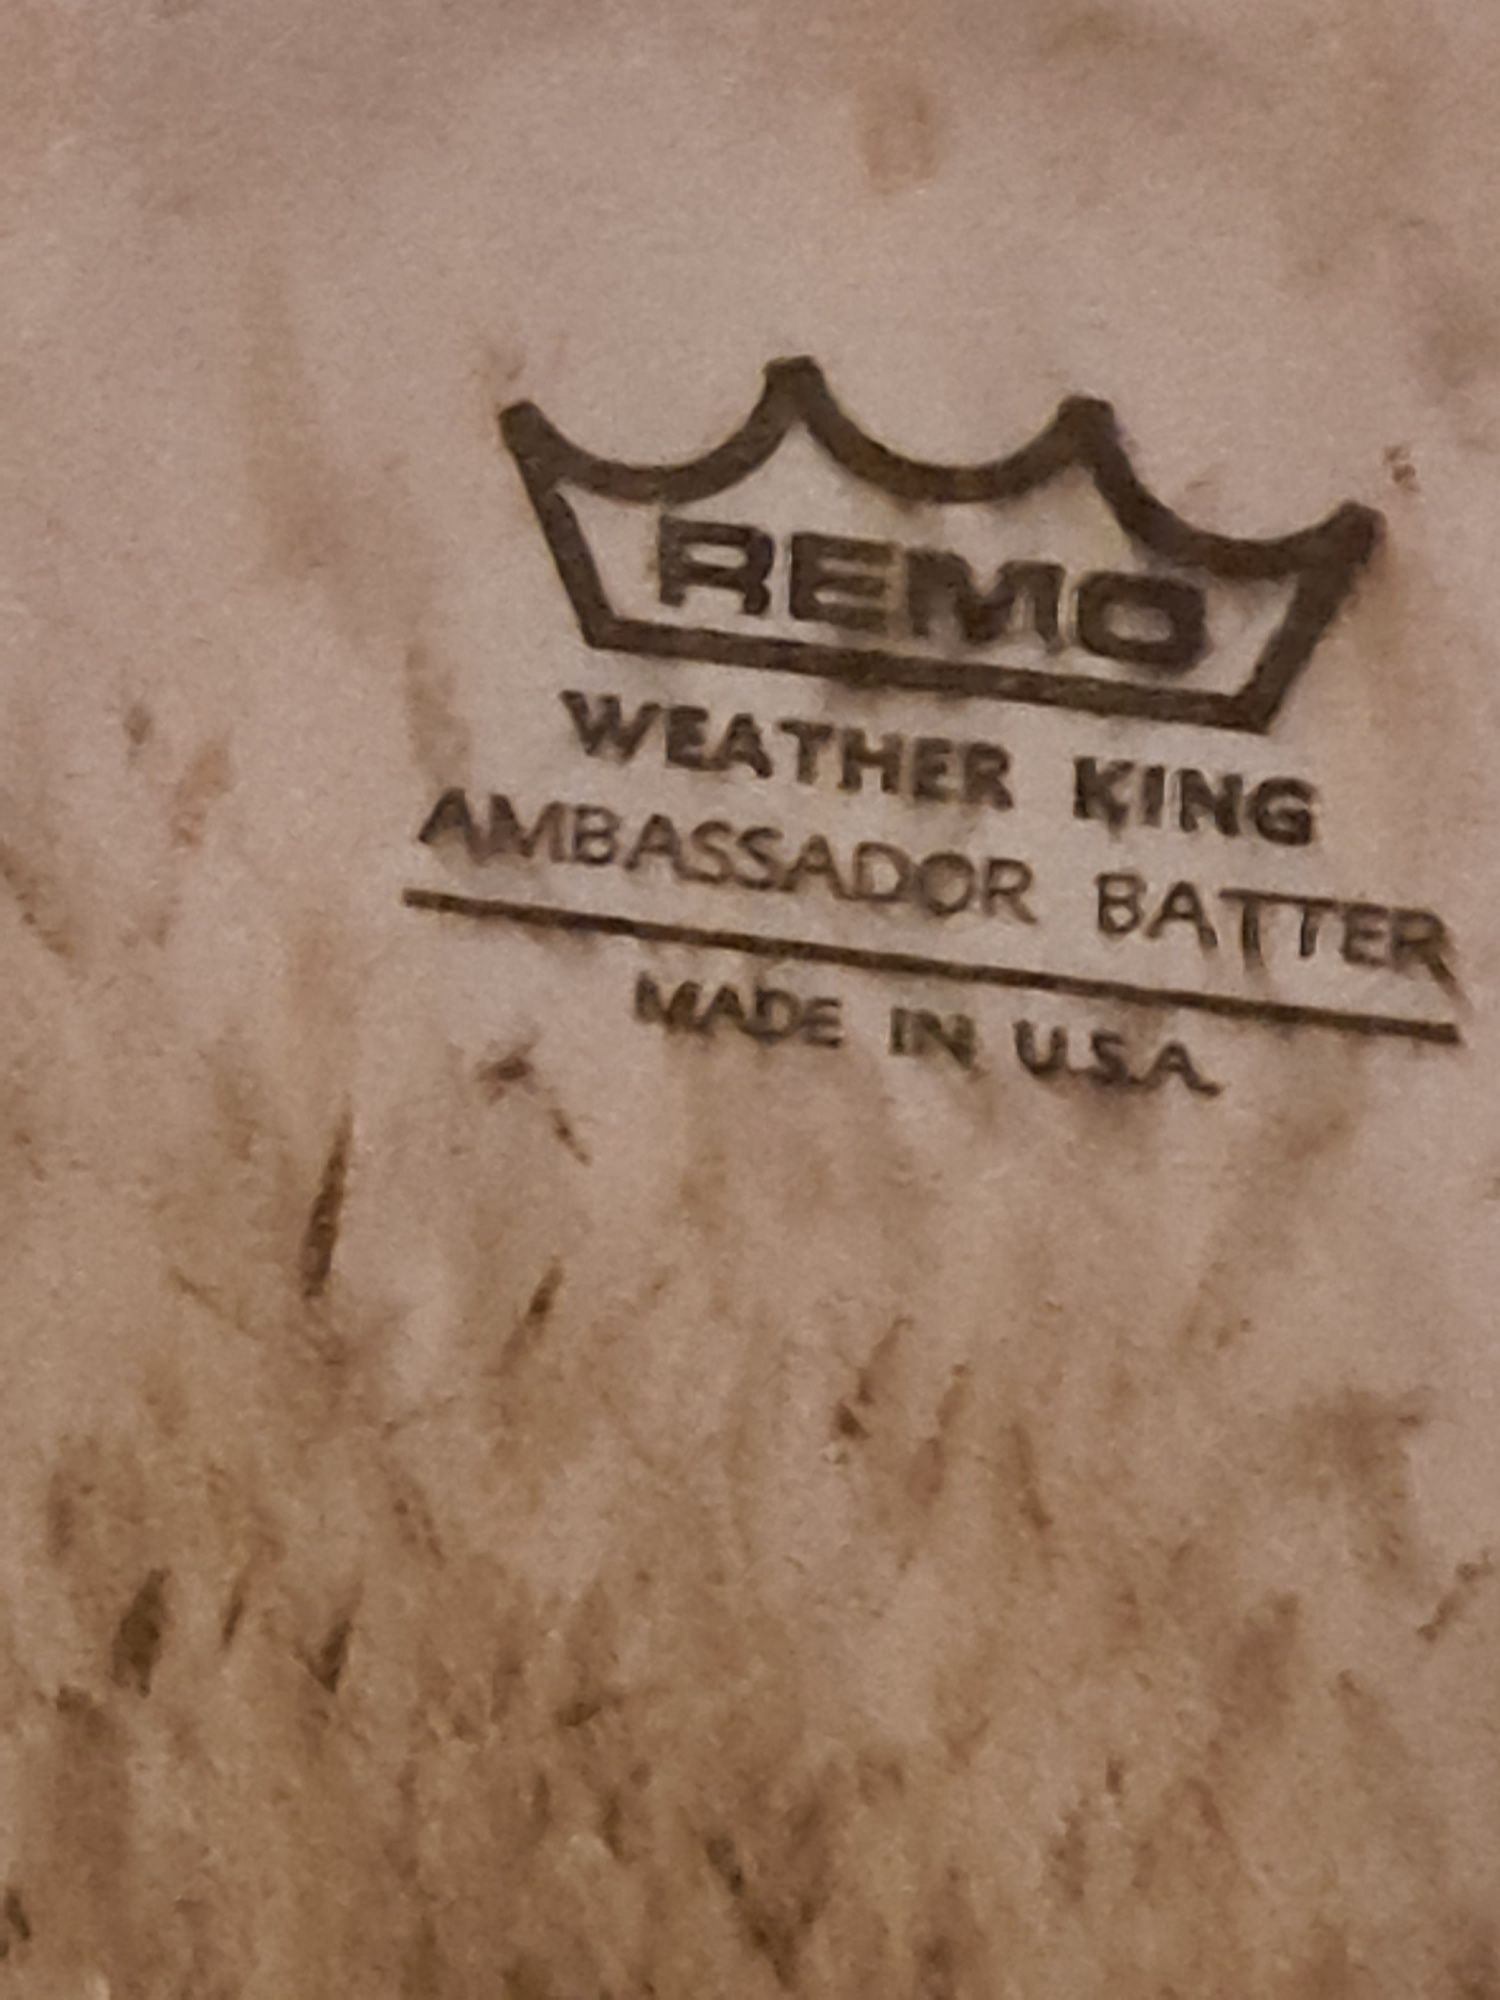 REMO
WEATHER KING
AMBASSADOR BATTER
MADE IN U.S.A.